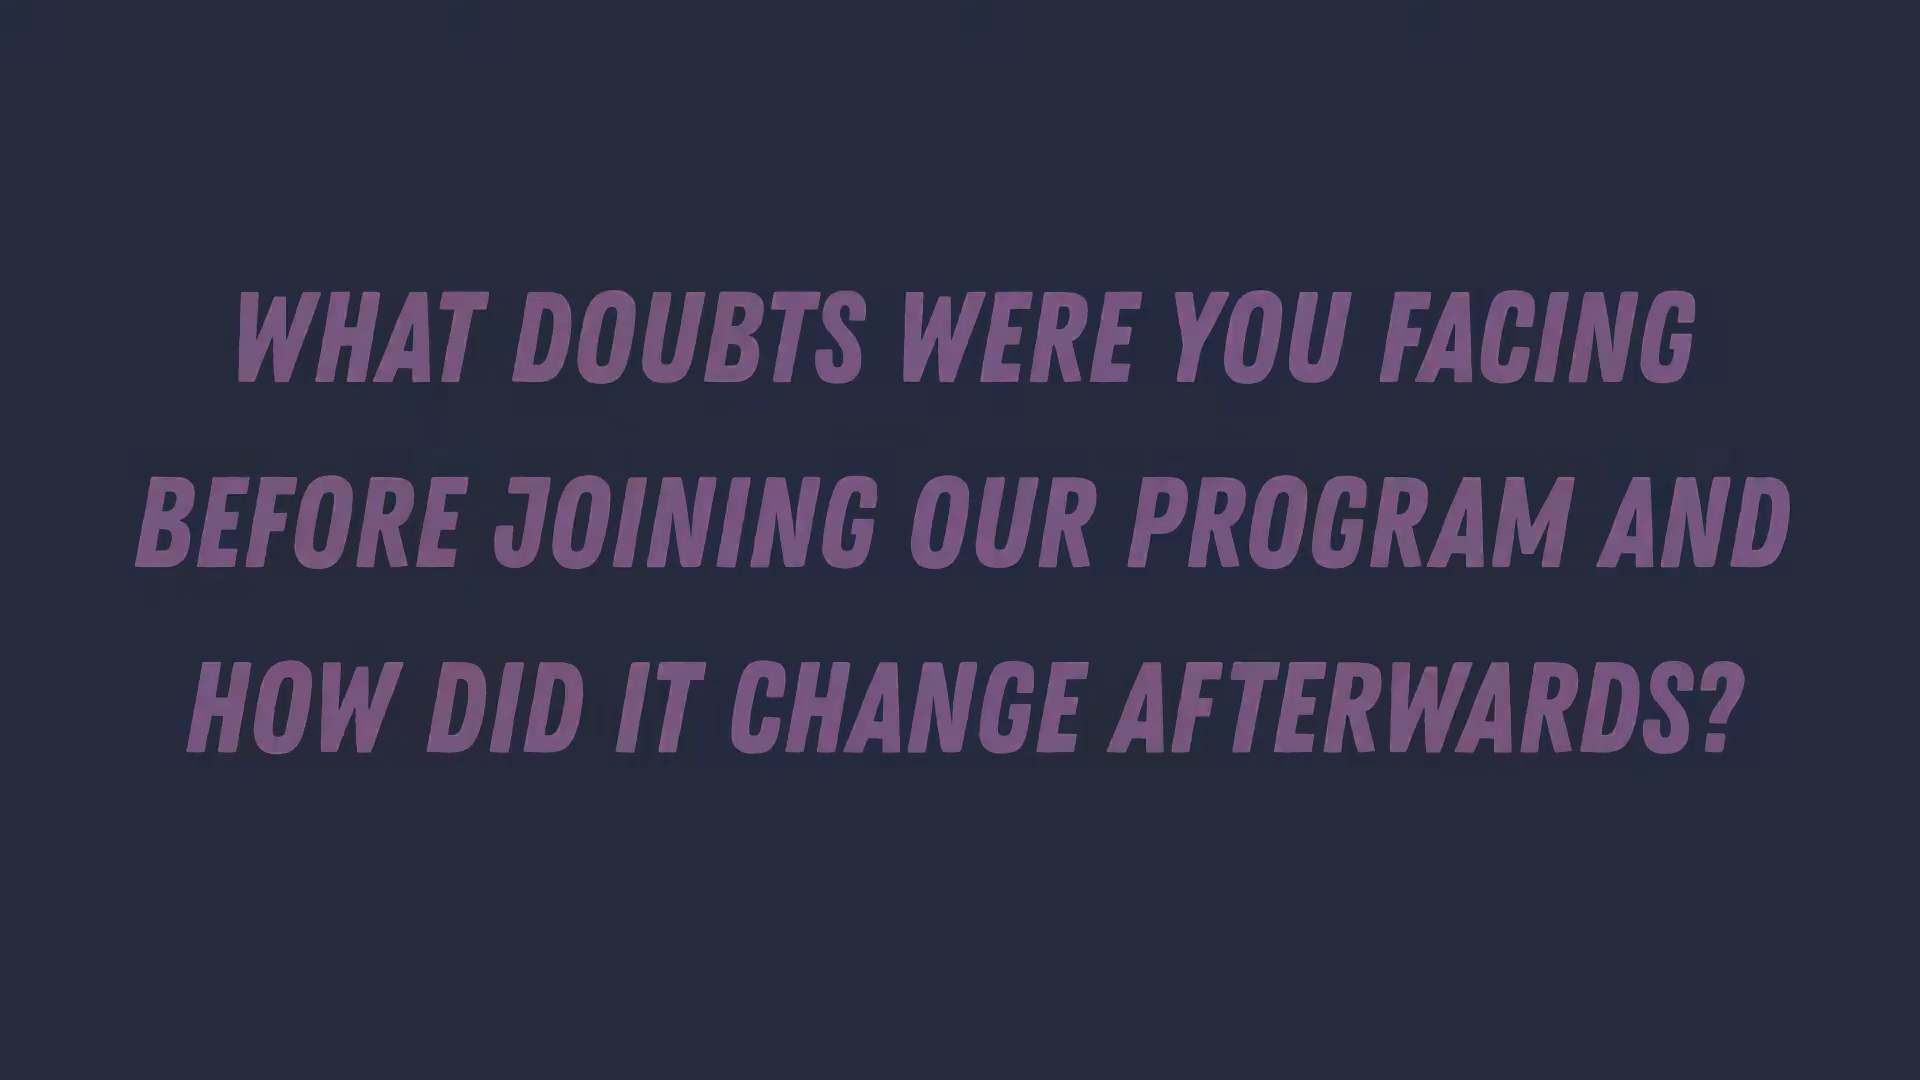 WHAT DOUBTS WERE YOU FACING
BEFORE JOINING OUR PROGRAM AND
HOW DID IT CHANGE AFTERWARDS?